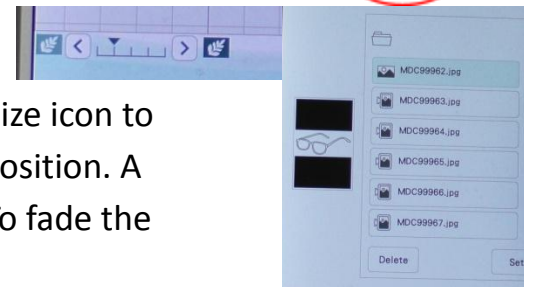 MDC99962.jpg
MDC99963.jpg
ize icon to
MDC99964.jpg
osition. A
MDC99965.jpg
o fade the
MDC99966.jpg
MDC99967.jpg
Delete
Set